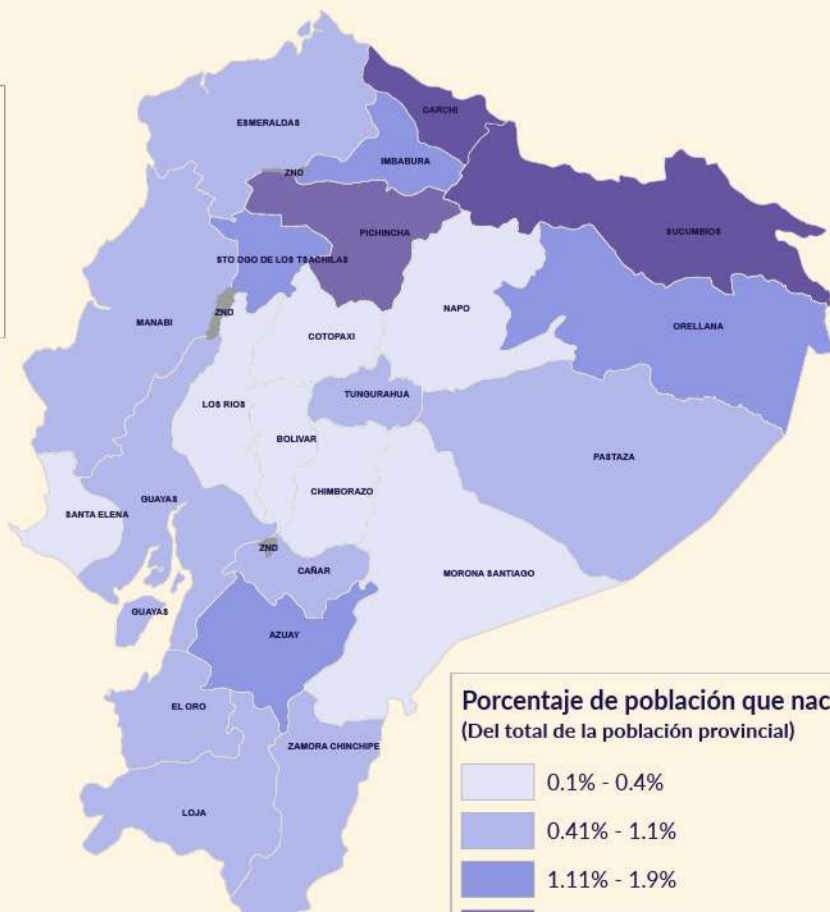 CARCHI
ESMERALDAS
IMBABURA
ZND
PICHINCHA
SUCUMBIOS
STO DGO DE LOS TSACHILAS
NAPO
ZND
MANABI
ORELLANA
COTOPAXI
TUNGURAHUA
LOS RIOS
BOLIVAR
PASTAZA
CHIMBORAZO
GUAYAS
SANTA ELENA
ZND
CAÑAR
MORONA SANTIAGO
GUAYAS
AZUAY
EL ORO
ZAMORA CHINCHIPE
LOJA
Porcentaje de población que nac
(Del total de la población provincial)
0.1% - 0.4%
0.41% - 1.1%
1.11% - 1.9%